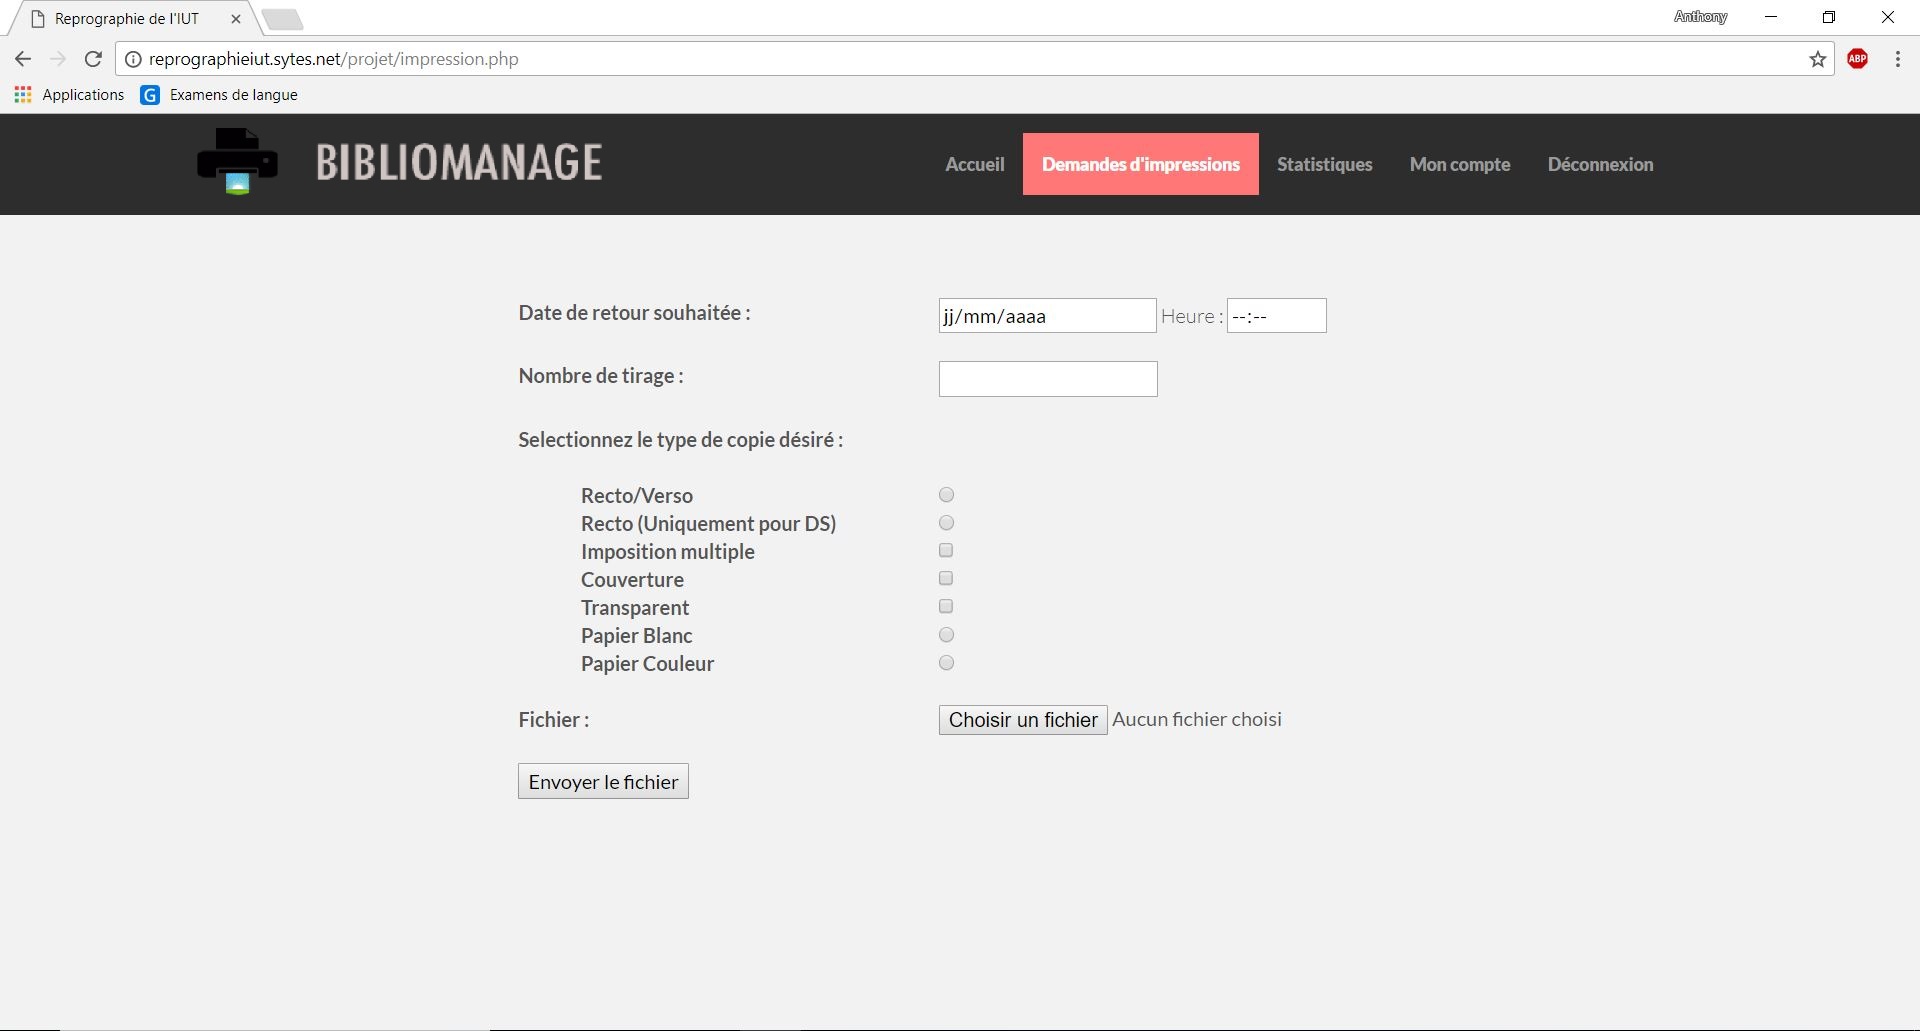 Reprographie de l'IUT
Anthony
reprographieiut.sytes.net/projet/impression.php
ABP
Applications G Examens de langue
BIBLIOMANAGE Accueil Demandes d'impressions Statistiques Mon compte Déconnexion
Date de retour souhaitée : jj/mm/aaaa Heure : --:--
Nombre de tirage :
Selectionnez le type de copie désiré :
Recto/Verso
Recto (Uniquement pour DS)
Imposition multiple
Couverture
Transparent
Papier Blanc
Papier Couleur
Fichier : Choisir un fichier Aucun fichier choisi
Envoyer le fichier